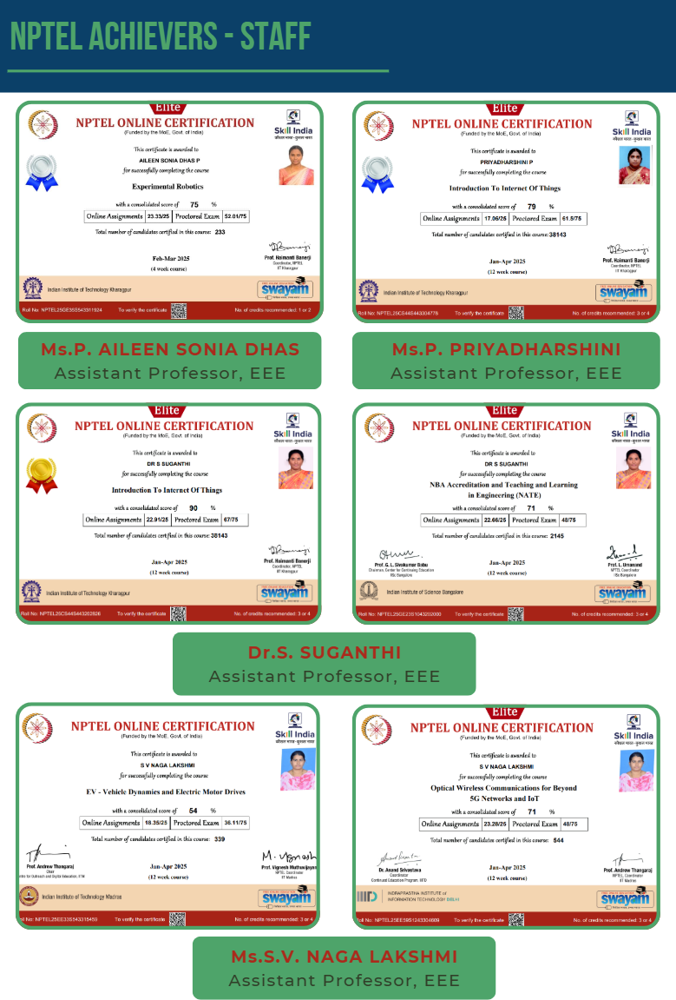 NPTEL ACHIEVERS - STAFF
Elite
NPTEL ONLINE CERTIFICATION
(Funded by the MoE, Govt. of India)
Skill India
कौशल भारत - कुशल भारत
This certificate is awarded to
AILEEN SONIA DHAS P
for successfully completing the course
Experimental Robotics
with a consolidated score of 75 %
Online Assignments 23.33/25 Proctored Exam 52.01/75
Total number of candidates certified in this course: 233
Feb-Mar 2025
(4 week course)
Prof. Haimanti Banerji
Coordinator, NPTEL
IIT Kharagpur
Indian Institute of Technology Kharagpur
swayam
Roll No: NPTEL25GE35S543311924 To verify the certificate No. of credits recommended: 1 or 2
Elite
NPTEL ONLINE CERTIFICATION
(Funded by the MoE, Govt. of India)
Skill India
कौशल भारत - कुशल भारत
This certificate is awarded to
PRIYADHARSHINI P
for successfully completing the course
Introduction To Internet Of Things
with a consolidated score of 79 %
Online Assignments 17.06/25 Proctored Exam 61.5/75
Total number of candidates certified in this course: 38143
Jan-Apr 2025
(12 week course)
Prof. Haimanti Banerji
Coordinator, NPTEL
IIT Kharagpur
Indian Institute of Technology Kharagpur
swayam
Roll No: NPTEL25CS44S443304778 To verify the certificate No. of credits recommended: 3 or 4
Ms.P. AILEEN SONIA DHAS
Assistant Professor, EEE
Ms.P. PRIYADHARSHINI
Assistant Professor, EEE
Elite
NPTEL ONLINE CERTIFICATION
(Funded by the MoE, Govt. of India)
Skill India
कौशल भारत - कुशल भारत
This certificate is awarded to
DR S SUGANTHI
for successfully completing the course
Introduction To Internet Of Things
with a consolidated score of 90 %
Online Assignments 22.91/25 Proctored Exam 67/75
Total number of candidates certified in this course: 38143
Jan-Apr 2025
(12 week course)
Prof. Haimanti Banerji
Coordinator, NPTEL
IIT Kharagpur
Indian Institute of Technology Kharagpur
swayam
Roll No: NPTEL25CS44S443202826 To verify the certificate No. of credits recommended: 3 or 4
Elite
NPTEL ONLINE CERTIFICATION
(Funded by the MoE, Govt. of India)
Skill India
कौशल भारत - कुशल भारत
This certificate is awarded to
DR S SUGANTHI
for successfully completing the course
NBA Accreditation and Teaching and Learning
in Engineering (NATE)
with a consolidated score of 71 %
Online Assignments 22.66/25 Proctored Exam 48/75
Total number of candidates certified in this course: 2145
Prof. G. L. Sivakumar Babu
Chairman, Center for Continuing Education
IISc Bangalore
Jan-Apr 2025
(12 week course)
Prof. L. Umanand
NPTEL Coordinator
IISc Bangalore
Indian Institute of Science Bangalore
swayam
Roll No: NPTEL25GE23S1043202000 To verify the certificate No. of credits recommended: 3 or 4
Dr.S. SUGANTHI
Assistant Professor, EEE
NPTEL ONLINE CERTIFICATION
(Funded by the MoE, Govt. of India)
Skill India
कौशल भारत - कुशल भारत
This certificate is awarded to
S V NAGA LAKSHMI
for successfully completing the course
EV - Vehicle Dynamics and Electric Motor Drives
with a consolidated score of 54 %
Online Assignments 18.35/25 Proctored Exam 36.11/75
Total number of candidates certified in this course: 339
Prof. Andrew Thangaraj
Chair
for Outreach and Digital Education, IITM
Jan-Apr 2025
(12 week course)
Prof. Vignesh Muthuvijayan
NPTEL Coordinator
IIT Madras
Indian Institute of Technology Madras
swayam
No: NPTEL25EE33S543315459 To verify the certificate No. of credits recommended: 3 or 4
Elite
NPTEL ONLINE CERTIFICATION
(Funded by the MoE, Govt. of India)
Skill India
कौशल भारत - कुशल भारत
This certificate is awarded to
S V NAGA LAKSHMI
for successfully completing the course
Optical Wireless Communications for Beyond
5G Networks and IoT
with a consolidated score of 71 %
Online Assignments 23.28/25 Proctored Exam 48/75
Total number of candidates certified in this course: 544
Dr. Anand Srivastava
Coordinator
Continuing Education Program, IIITD
Jan-Apr 2025
(12 week course)
Prof. Andrew Thangaraj
NPTEL Coordinator
IIT Madras
INDRAPRASTHA INSTITUTE of
INFORMATION TECHNOLOGY DELHI
swayam
Roll No: NPTEL25EE59S1243304609 To verify the certificate No. of credits recommended: 3 or 4
Ms.S.V. NAGA LAKSHMI
Assistant Professor, EEE